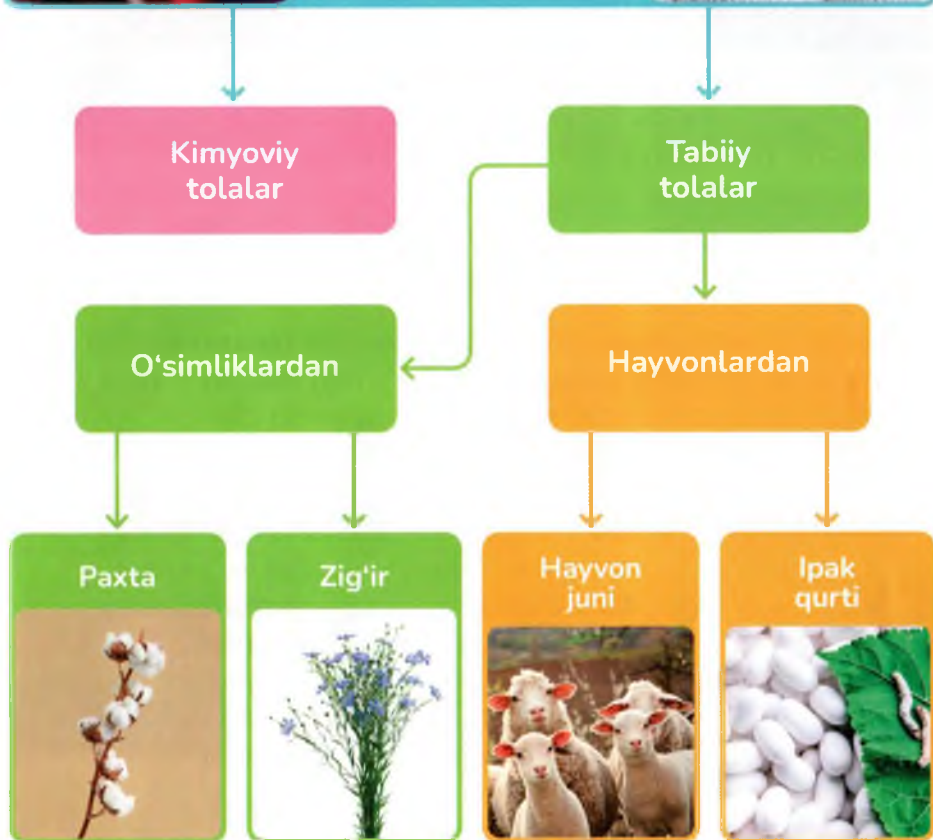 Kimyoviy
tolalar
Tabiiy
tolalar
O‘simliklardan
Hayvonlardan
Paxta
Zig‘ir
Hayvon
juni
Ipak
qurti